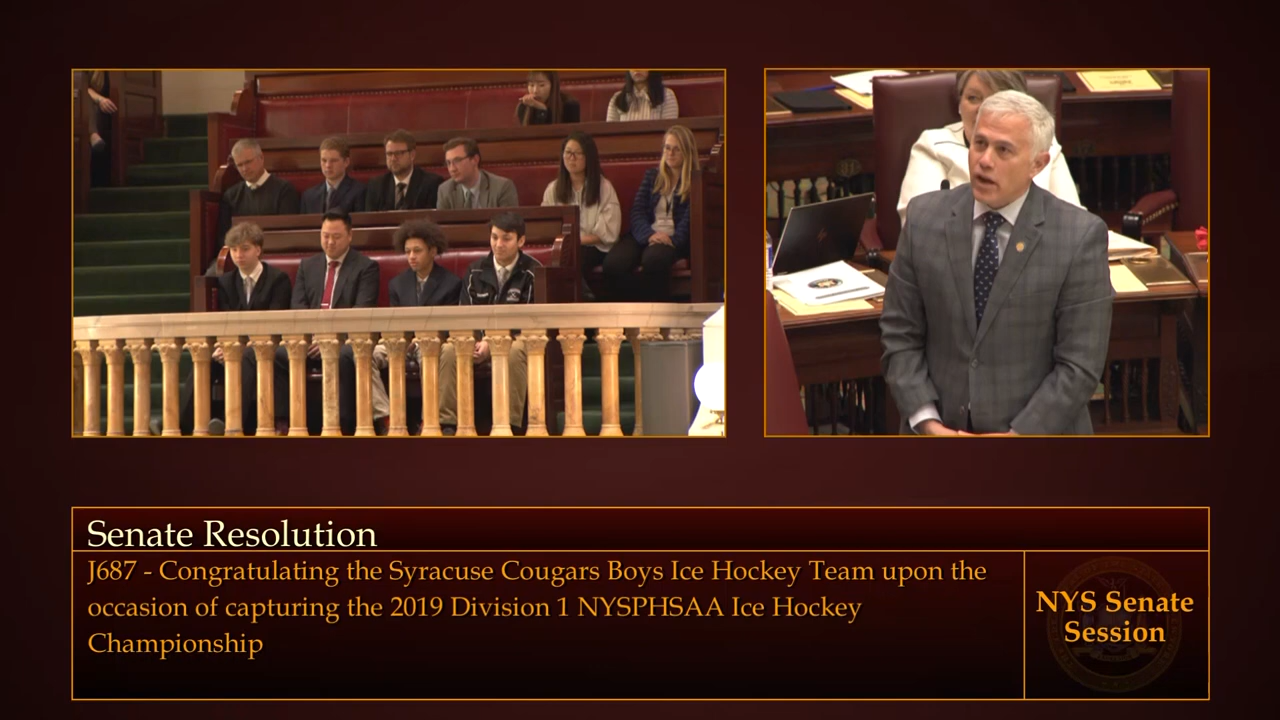 Senate Resolution
J687 - Congratulating the Syracuse Cougars Boys Ice Hockey Team upon the
occasion of capturing the 2019 Division 1 NYSPHSAA Ice Hockey
Championship
NYS Senate
Session